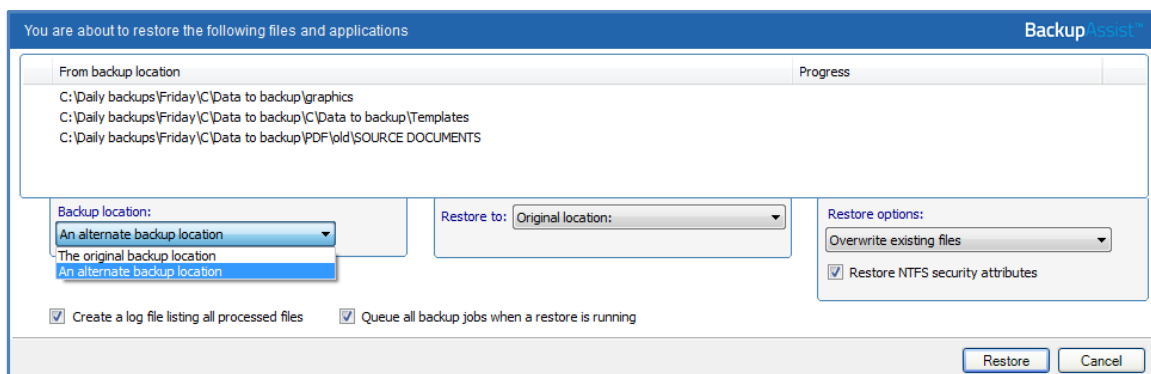 You are about to restore the following files and applications
BackupAssist™
From backup location Progress
C:\Daily backups\Friday\C\Data to backup\graphics
C:\Daily backups\Friday\C\Data to backup\C\Data to backup\Templates
C:\Daily backups\Friday\C\Data to backup\PDF\old\SOURCE DOCUMENTS
Backup location:
An alternate backup location
The original backup location
An alternate backup location
Restore to: Original location:
Restore options:
Overwrite existing files
Restore NTFS security attributes
Create a log file listing all processed files Queue all backup jobs when a restore is running
Restore Cancel